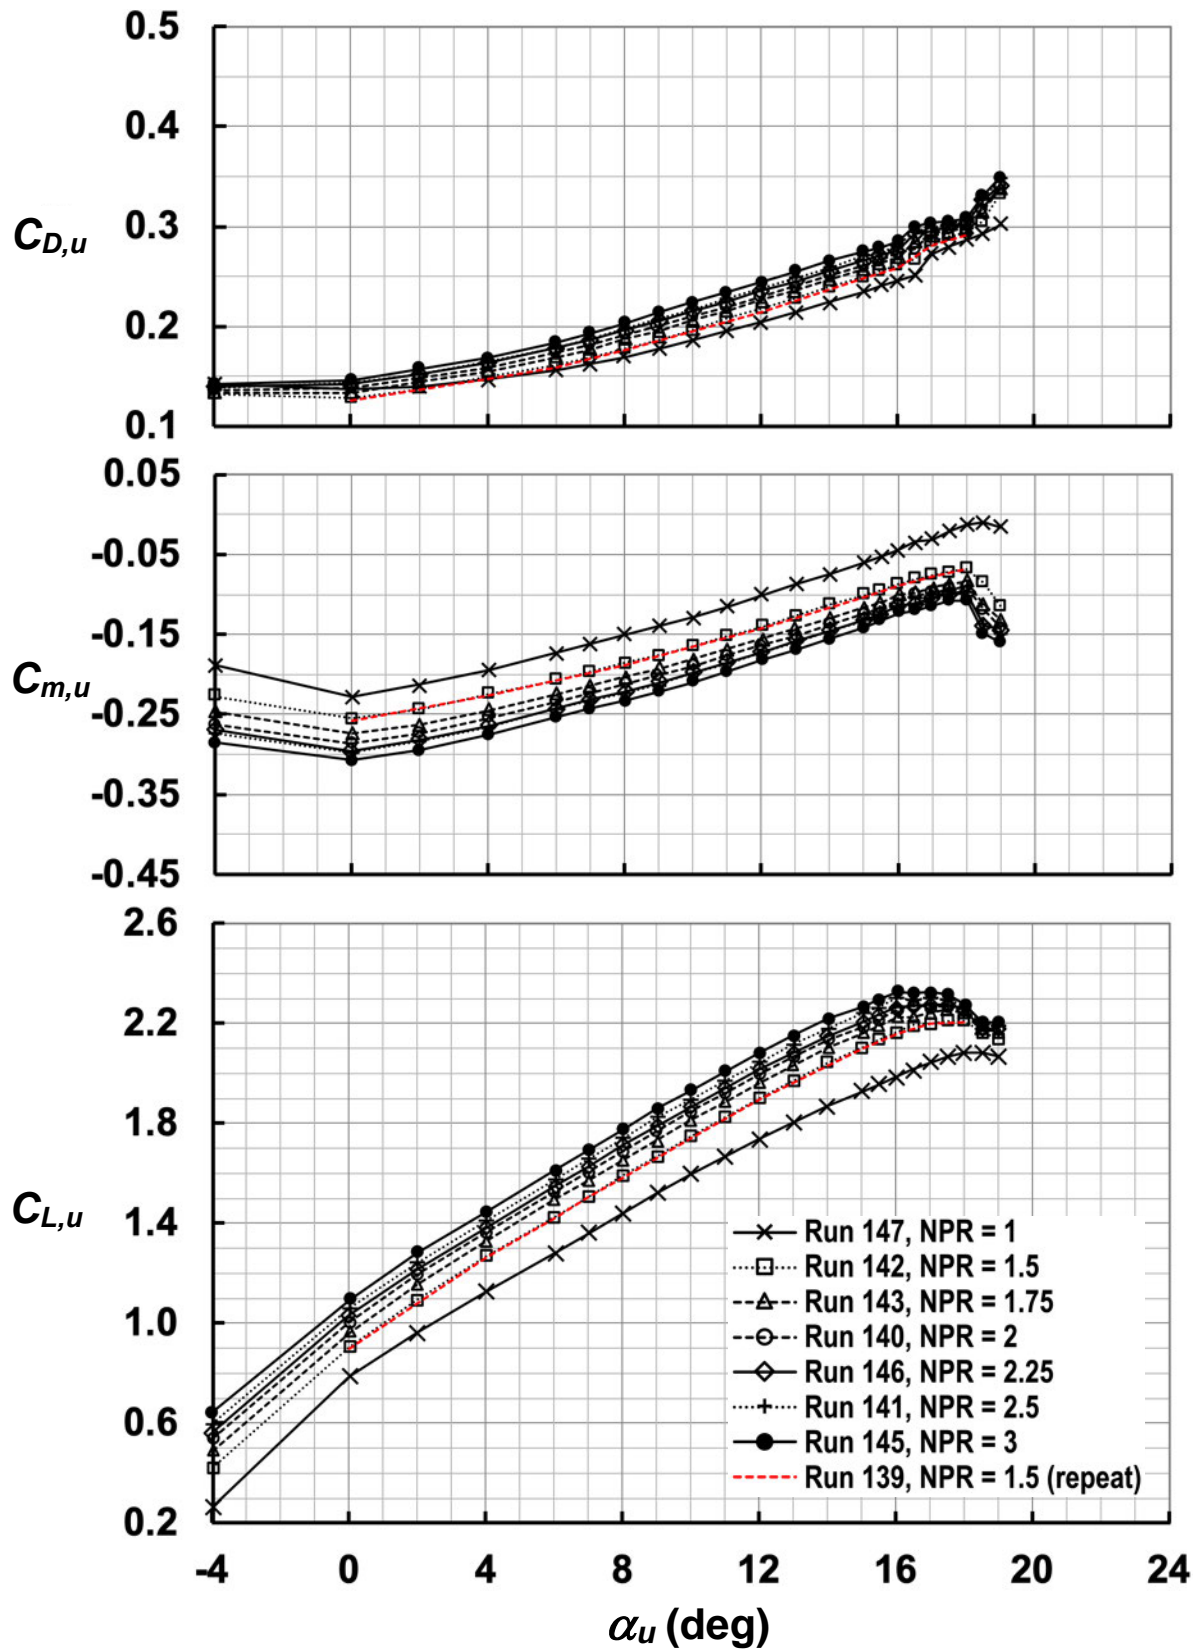 0.5
0.4
C_D,u
0.3
0.2
0.1
0.05
-0.05
-0.15
C_m,u
-0.25
-0.35
-0.45
2.6
2.2
1.8
C_L,u
1.4
1.0
0.6
0.2
Run 147, NPR = 1
Run 142, NPR = 1.5
Run 143, NPR = 1.75
Run 140, NPR = 2
Run 146, NPR = 2.25
Run 141, NPR = 2.5
Run 145, NPR = 3
Run 139, NPR = 1.5 (repeat)
-4 0 4 8 12 16 20 24
α_u (deg)